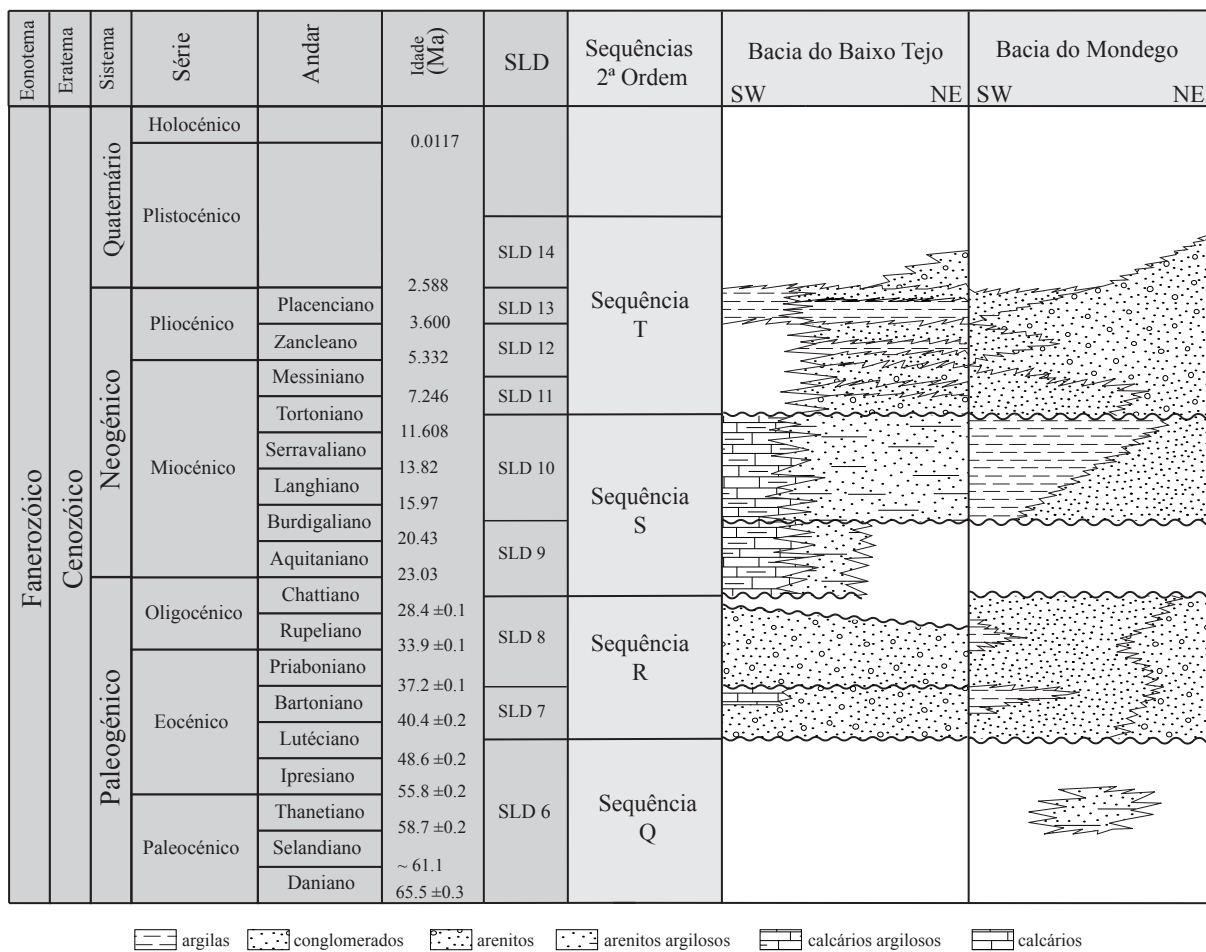 Eonotema
Eratema
Sistema
Série
Andar
Idade
(Ma)
SLD
Sequências
2ª Ordem
Bacia do Baixo Tejo
SW NE
Bacia do Mondego
SW NE
Fanerozóico
Cenozóico
Quaternário
Neogénico
Paleogénico
Holocénico
Plistocénico
Pliocénico
Miocénico
Oligocénico
Eocénico
Paleocénico
Placenciano
Zancleano
Messiniano
Tortoniano
Serravaliano
Langhiano
Burdigaliano
Aquitaniano
Chattiano
Rupeliano
Priaboniano
Bartoniano
Lutéciano
Ipresiano
Thanetiano
Selandiano
Daniano
0.0117
2.588
3.600
5.332
7.246
11.608
13.82
15.97
20.43
23.03
28.4 ±0.1
33.9 ±0.1
37.2 ±0.1
40.4 ±0.2
48.6 ±0.2
55.8 ±0.2
58.7 ±0.2
~ 61.1
65.5 ±0.3
SLD 14
SLD 13
SLD 12
SLD 11
SLD 10
SLD 9
SLD 8
SLD 7
SLD 6
Sequência
T
Sequência
S
Sequência
R
Sequência
Q
argilas conglomerados arenitos arenitos argilosos calcários argilosos calcários